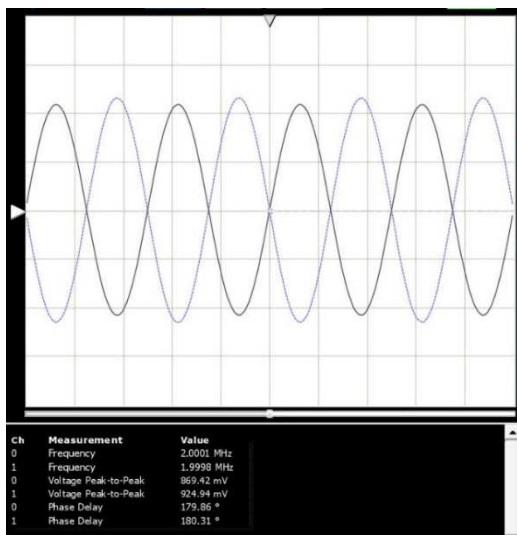 Ch Measurement Value
0 Frequency 2.0001 MHz
1 Frequency 1.9998 MHz
0 Voltage Peak-to-Peak 869.42 mV
1 Voltage Peak-to-Peak 924.94 mV
0 Phase Delay 179.86 °
1 Phase Delay 180.31 °